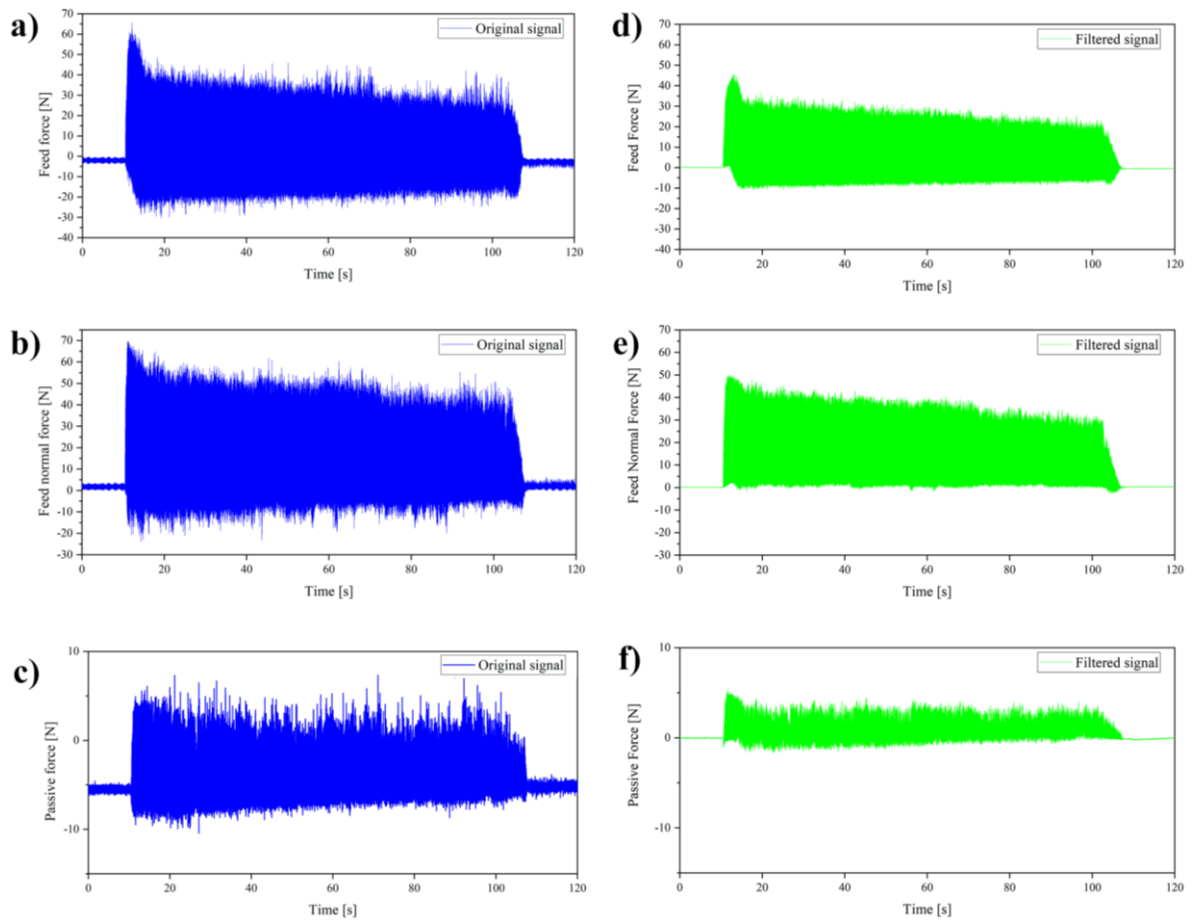 a)
Original signal
70
60
50
40
30
20
10
0
-10
-20
-30
-40
Feed force [N]
0 20 40 60 80 100 120
Time [s]
d)
Filtered signal
70
60
50
40
30
20
10
0
-10
-20
-30
-40
Feed Force [N]
0 20 40 60 80 100 120
Time [s]
b)
Original signal
70
60
50
40
30
20
10
0
-10
-20
-30
Feed normal force [N]
0 20 40 60 80 100 120
Time [s]
e)
Filtered signal
70
60
50
40
30
20
10
0
-10
-20
-30
Feed Normal Force [N]
0 20 40 60 80 100 120
Time [s]
c)
Original signal
10
0
-10
Passive force [N]
0 20 40 60 80 100 120
Time [s]
f)
Filtered signal
10
0
-10
Passive Force [N]
0 20 40 60 80 100 120
Time [s]